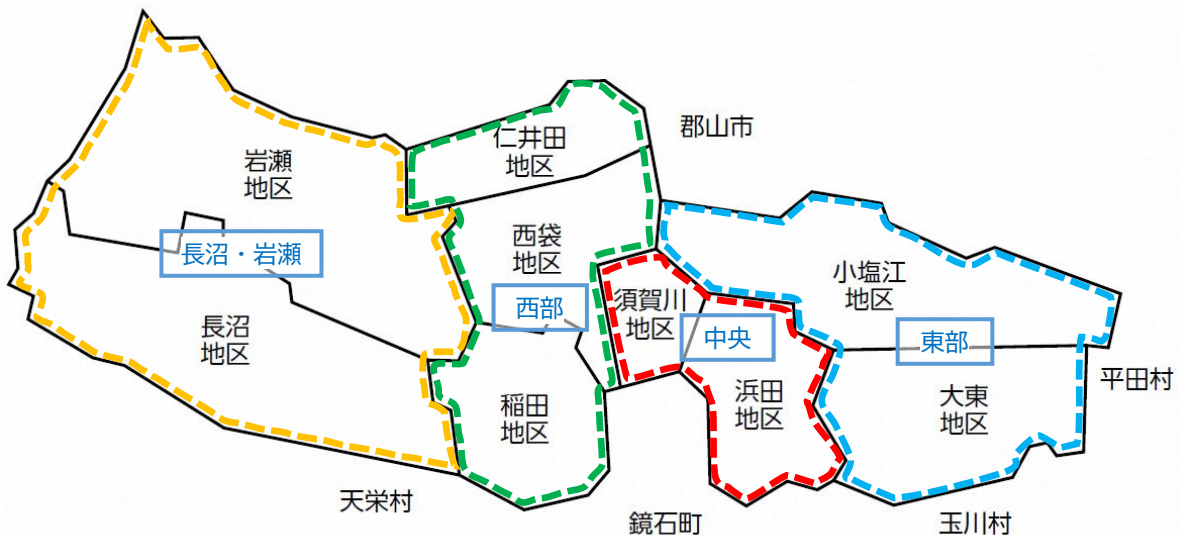 郡山市
仁井田
地区
岩瀬
地区
長沼・岩瀬
西袋
地区
西部
須賀川
地区
中央
小塩江
地区
東部
長沼
地区
稲田
地区
浜田
地区
大東
地区
平田村
天栄村
鏡石町
玉川村